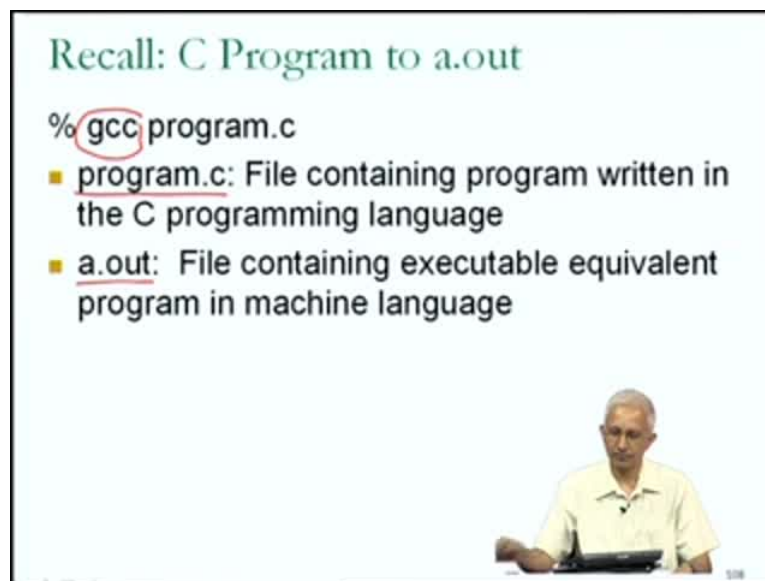 Recall: C Program to a.out
% gcc program.c
program.c: File containing program written in
the C programming language
a.out: File containing executable equivalent
program in machine language